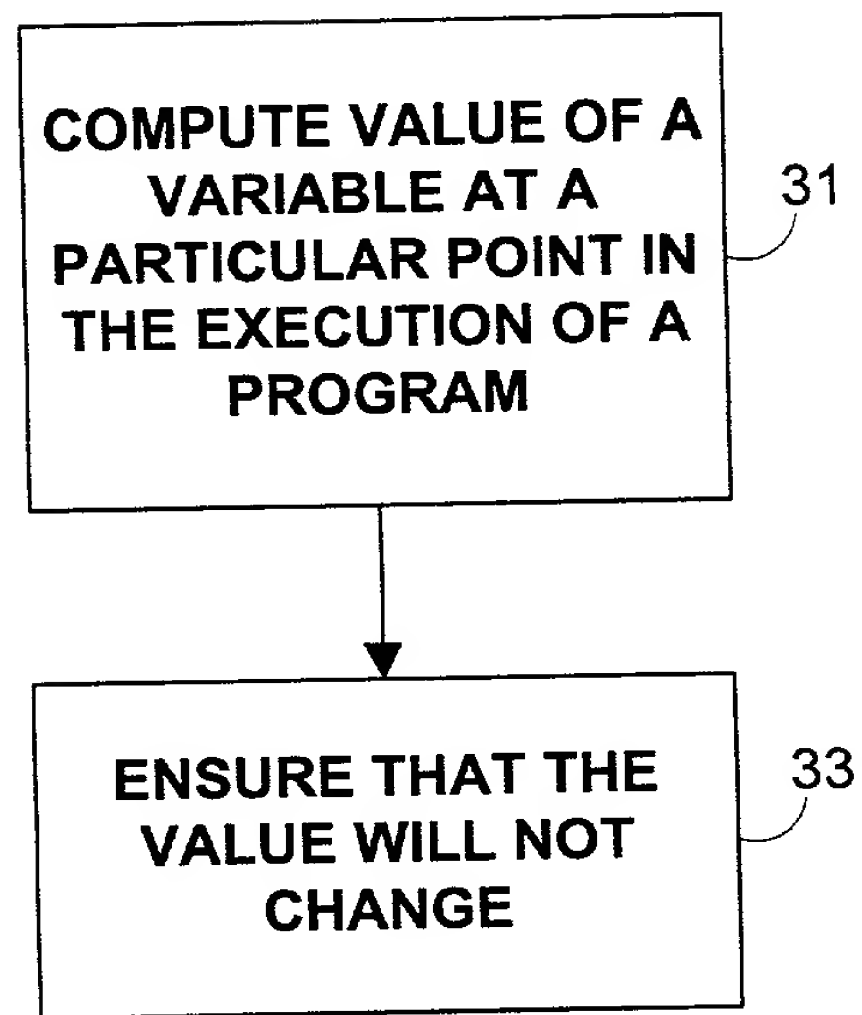 COMPUTE VALUE OF A
VARIABLE AT A
PARTICULAR POINT IN
THE EXECUTION OF A
PROGRAM
31
ENSURE THAT THE
VALUE WILL NOT
CHANGE
33